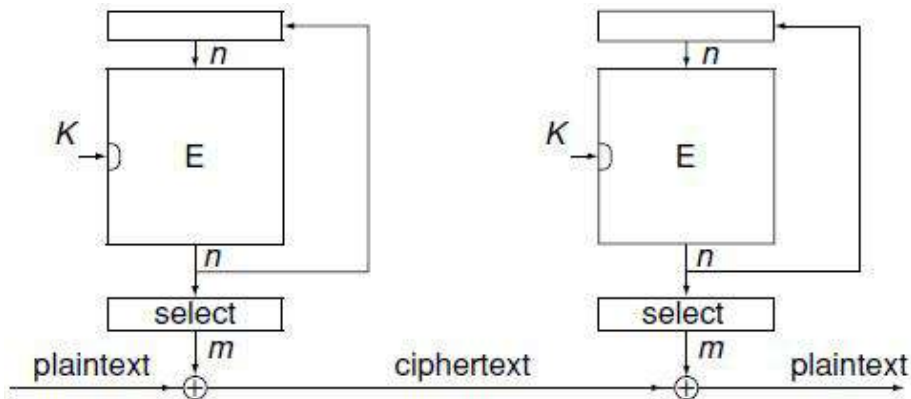 n n
K E K E
n n
select select
m m
plaintext ciphertext plaintext